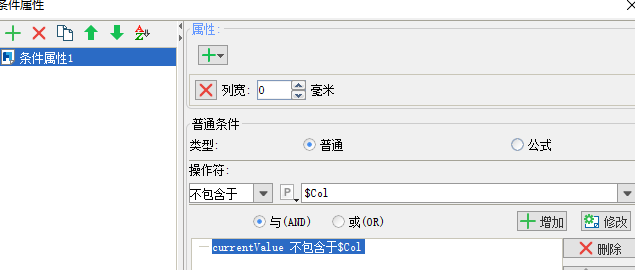 条件属性
条件属性1
属性:
列宽: 0 毫米
普通条件
类型: 普通 公式
操作符:
不包含于 P $Col
与(AND) 或(OR) 增加 修改
currentValue 不包含于$Col 删除